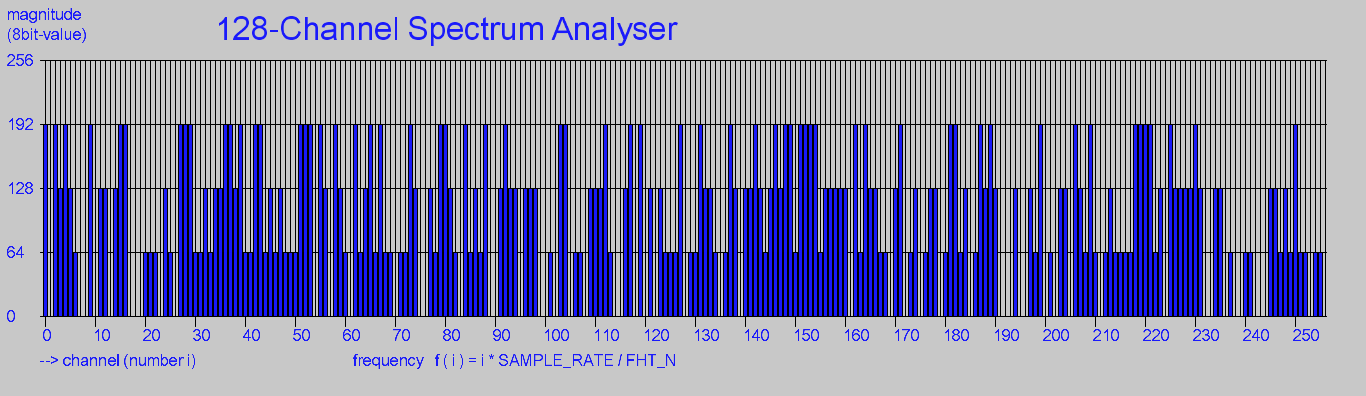 magnitude
(8bit-value)
128-Channel Spectrum Analyser
256
192
128
64
0
0 10 20 30 40 50 60 70 80 90 100 110 120 130 140 150 160 170 180 190 200 210 220 230 240 250
--> channel (number i) frequency f ( i ) = i * SAMPLE_RATE / FHT_N